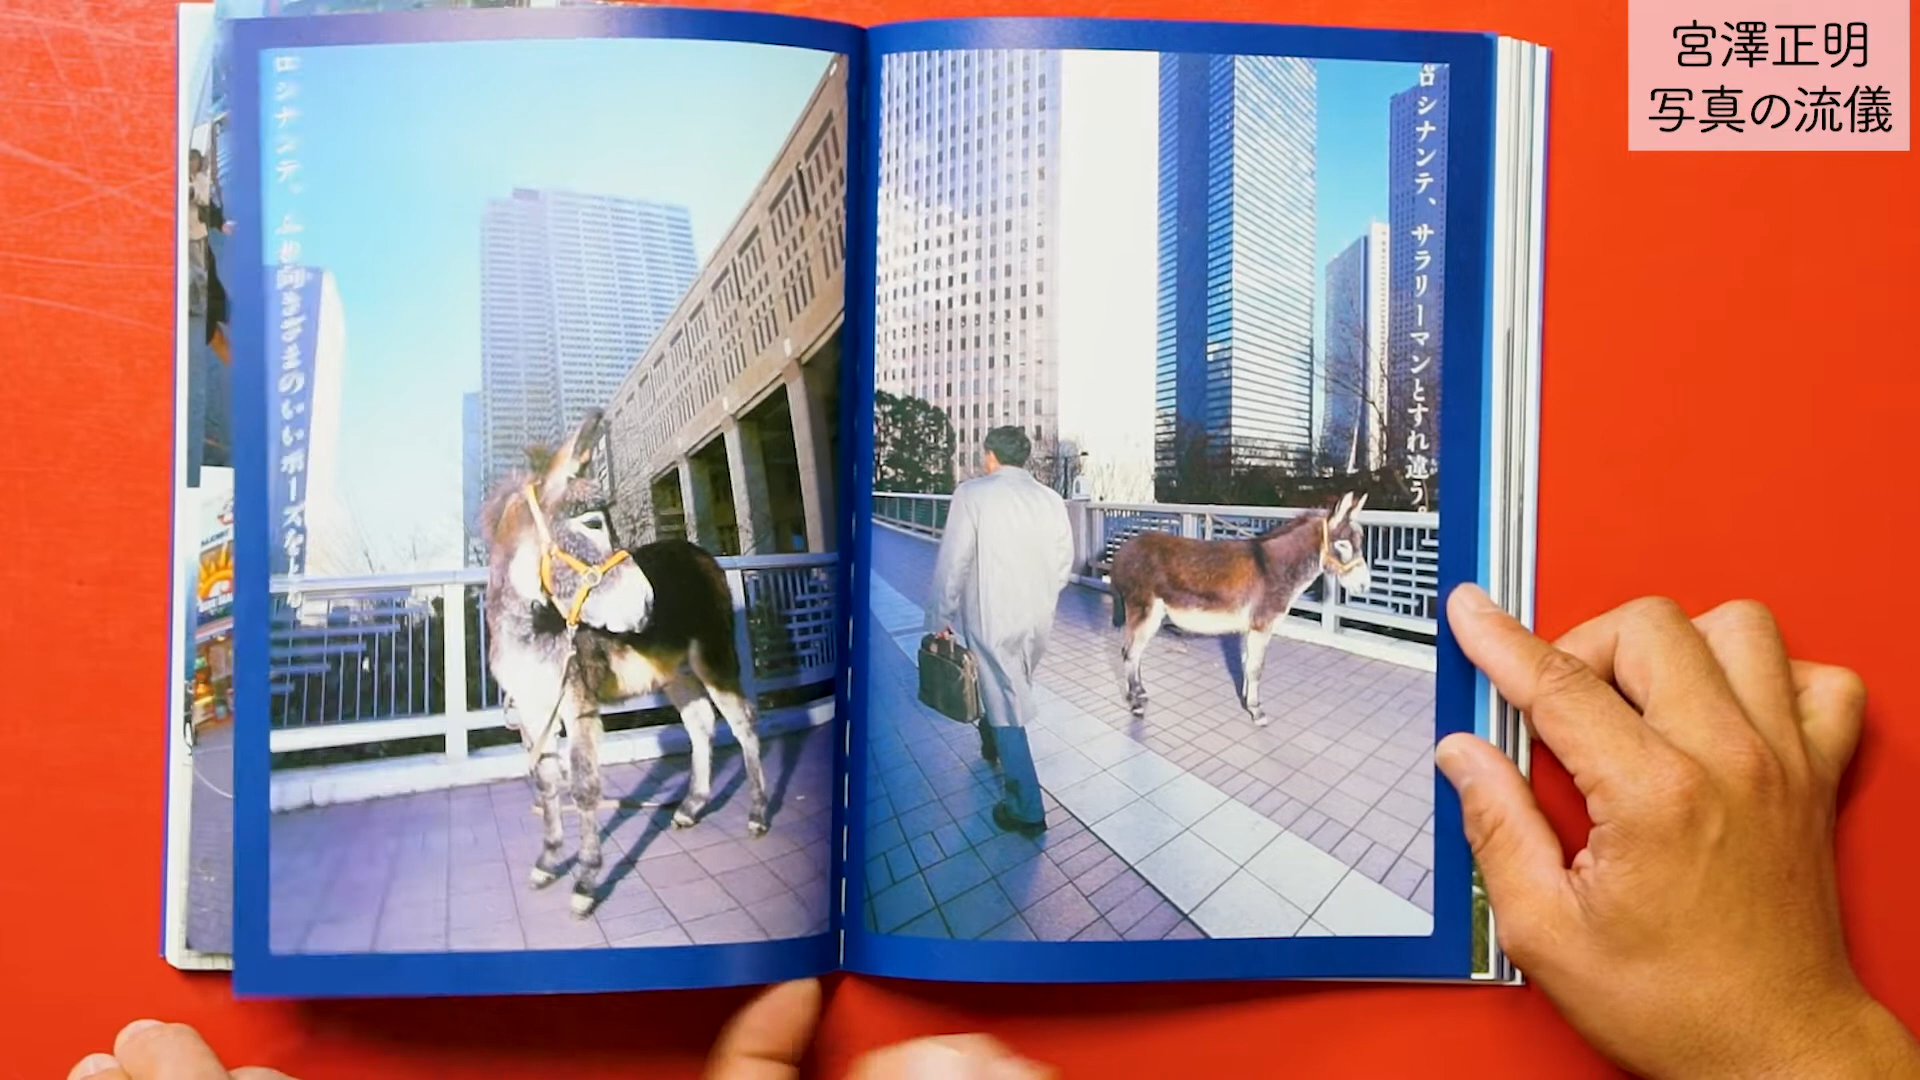 宮澤正明
写真の流儀
ロシナンテ、ふり向きざまのいいポーズなり
ロシナンテ、サラリーマンとすれ違う。